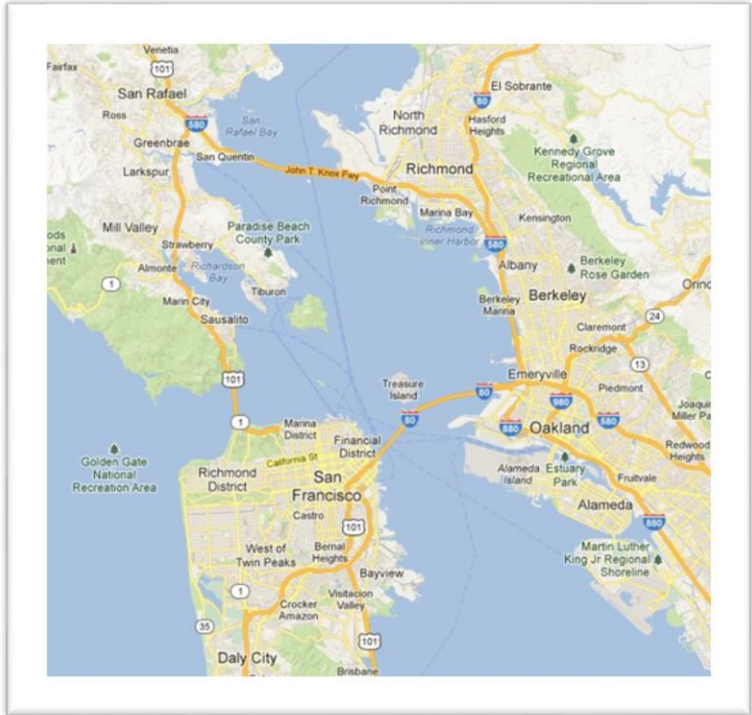 Venetia
Fairfax
101
El Sobrante
San Rafael
80
Ross
San
Rafael Bay
North
Richmond
Hasford
Heights
580
Greenbrae
San Quentin
Kennedy Grove
Regional
Recreational Area
Larkspur
John T. Knox Fwy
Richmond
Point
Richmond
Marina Bay
Kensington
Mill Valley
Paradise Beach
County Park
Richmond
Inner Harbor
580
Strawberry
Almonte
Richardson
Bay
Albany
Berkeley
Rose Garden
1
Tiburon
Marin City
Berkeley
Marina
Berkeley
Sausalito
24
Claremont
Rockridge
13
101
Treasure
Island
80
Emeryville
Piedmont
980
80
580
880
Oakland
1
Marina
District
Financial
District
California St
Golden Gate
National
Recreation Area
Richmond
District
San
Francisco
Alameda
Island
Estuary
Park
Redwood
Heights
Fruitvale
Castro
101
Alameda
880
West of
Twin Peaks
Bernal
Heights
Bayview
Martin Luther
King Jr Regional
Shoreline
1
Crocker
Amazon
Visitacion
Valley
35
101
Daly City
Brisbane